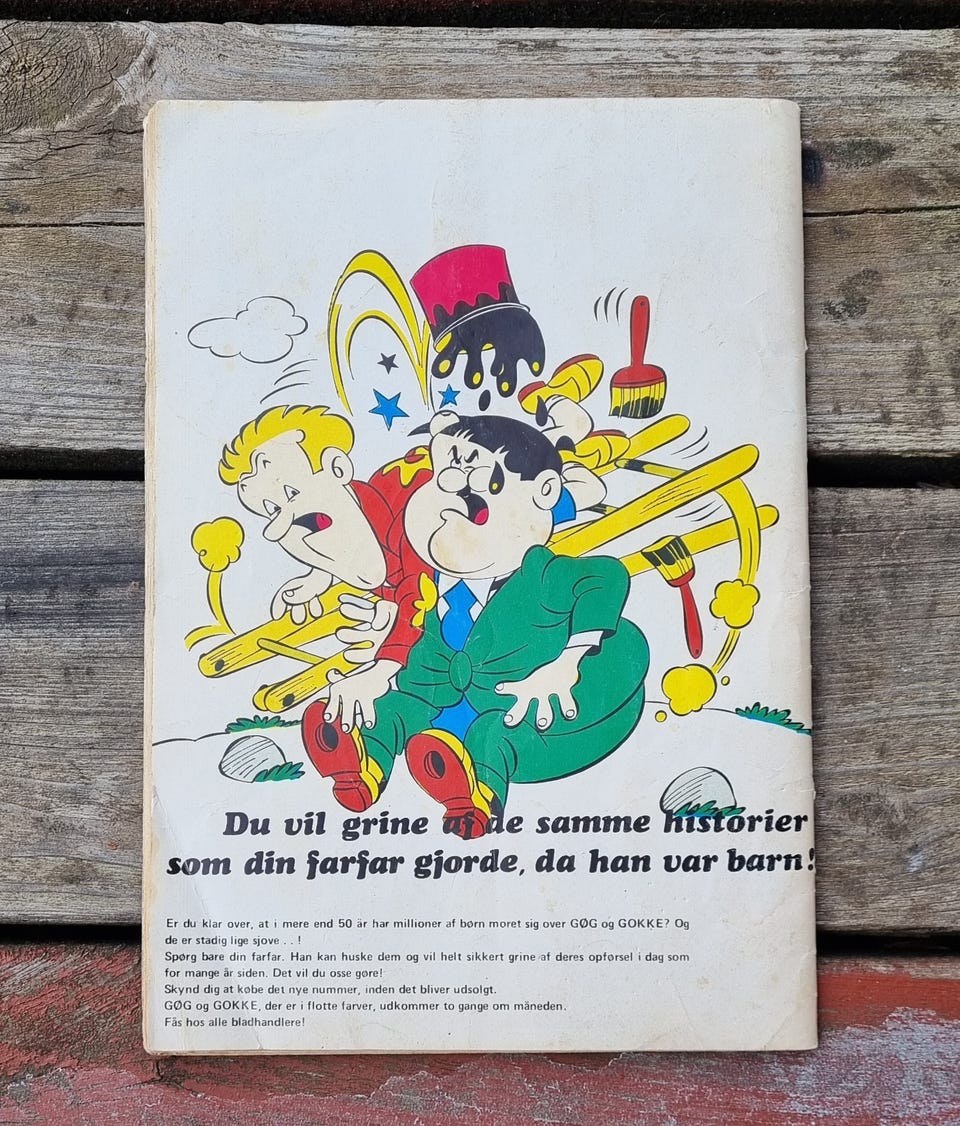 Du vil grine af de samme historier
som din farfar gjorde, da han var barn!
Er du klar over, at i mere end 50 år har millioner af børn moret sig over GØG og GOKKE? Og
de er stadig lige sjove . . !
Spørg bare din farfar. Han kan huske dem og vil helt sikkert grine af deres opførsel i dag som
for mange år siden. Det vil du osse gøre!
Skynd dig at købe det nye nummer, inden det bliver udsolgt.
GØG og GOKKE, der er i flotte farver, udkommer to gange om måneden.
Fås hos alle bladhandlere!